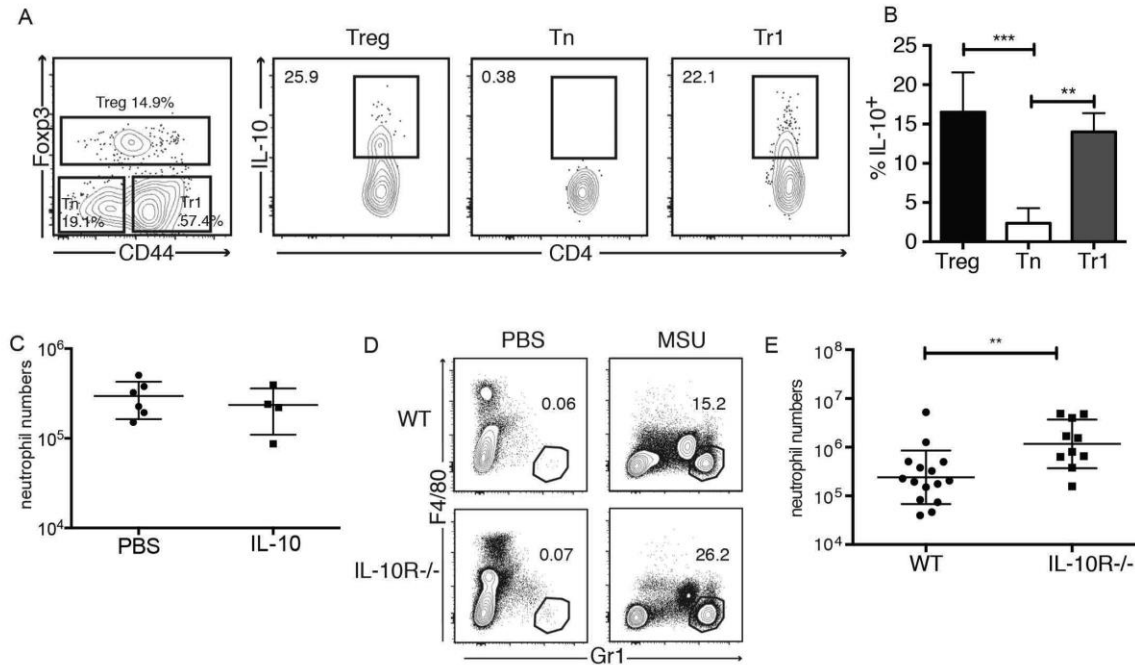 A
Foxp3
Treg 14.9%
Tn
19.1%
Tr1
57.4%
CD44
Treg
Tn
Tr1
IL-10
25.9
0.38
22.1
CD4
B
% IL-10+
25
20
15
10
5
0
***
**
Treg
Tn
Tr1
C
neutrophil numbers
10^6
10^5
10^4
PBS
IL-10
D
PBS
MSU
WT
0.06
15.2
F4/80
IL-10R-/-
0.07
26.2
Gr1
E
neutrophil numbers
10^8
10^7
10^6
10^5
10^4
**
WT
IL-10R-/-